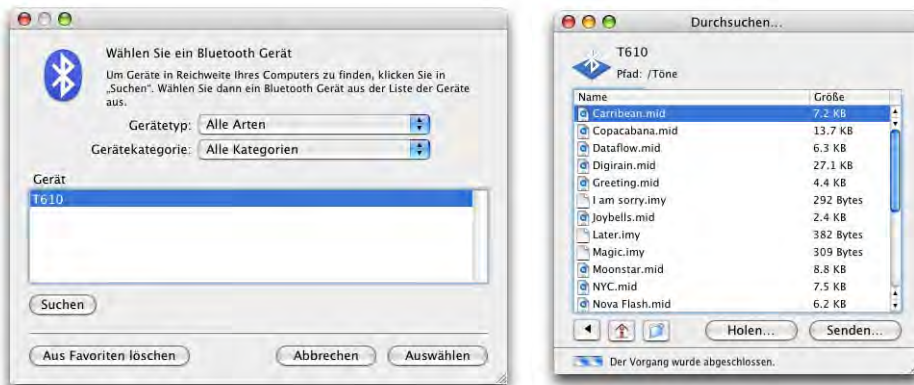 Wählen Sie ein Bluetooth Gerät
Um Geräte in Reichweite Ihres Computers zu finden, klicken Sie in
„Suchen“. Wählen Sie dann ein Bluetooth Gerät aus der Liste der Geräte
aus.
Gerätetyp: Alle Arten
Gerätekategorie: Alle Kategorien
Gerät
T610
Suchen
Aus Favoriten löschen Abbrechen Auswählen
Durchsuchen...
T610
Pfad: /Töne
Name Größe
Carribean.mid 7.2 KB
Copacabana.mid 13.7 KB
Dataflow.mid 6.3 KB
Digirain.mid 27.1 KB
Greeting.mid 4.4 KB
I am sorry.imy 292 Bytes
Joybells.mid 2.4 KB
Later.imy 382 Bytes
Magic.imy 309 Bytes
Moonstar.mid 8.8 KB
NYC.mid 7.5 KB
Nova Flash.mid 6.2 KB
Holen... Senden...
Der Vorgang wurde abgeschlossen.